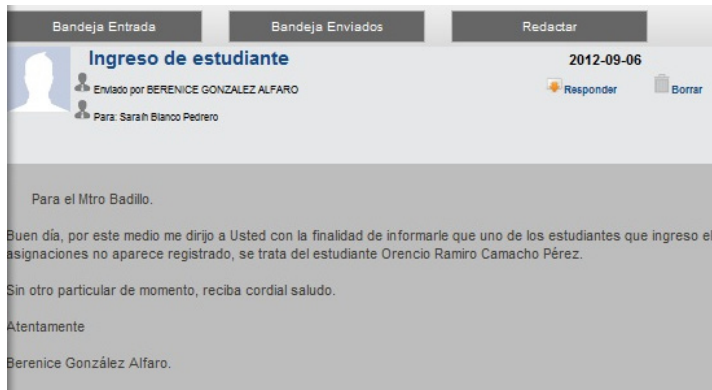 Bandeja Entrada Bandeja Enviados Redactar
Ingreso de estudiante 2012-09-06
Enviado por BERENICE GONZALEZ ALFARO Responder Borrar
Para: Saraih Blanco Pedrero
Para el Mtro Badillo.
Buen día, por este medio me dirijo a Usted con la finalidad de informarle que uno de los estudiantes que ingreso el
asignaciones no aparece registrado, se trata del estudiante Orencio Ramiro Camacho Pérez.
Sin otro particular de momento, reciba cordial saludo.
Atentamente
Berenice González Alfaro.